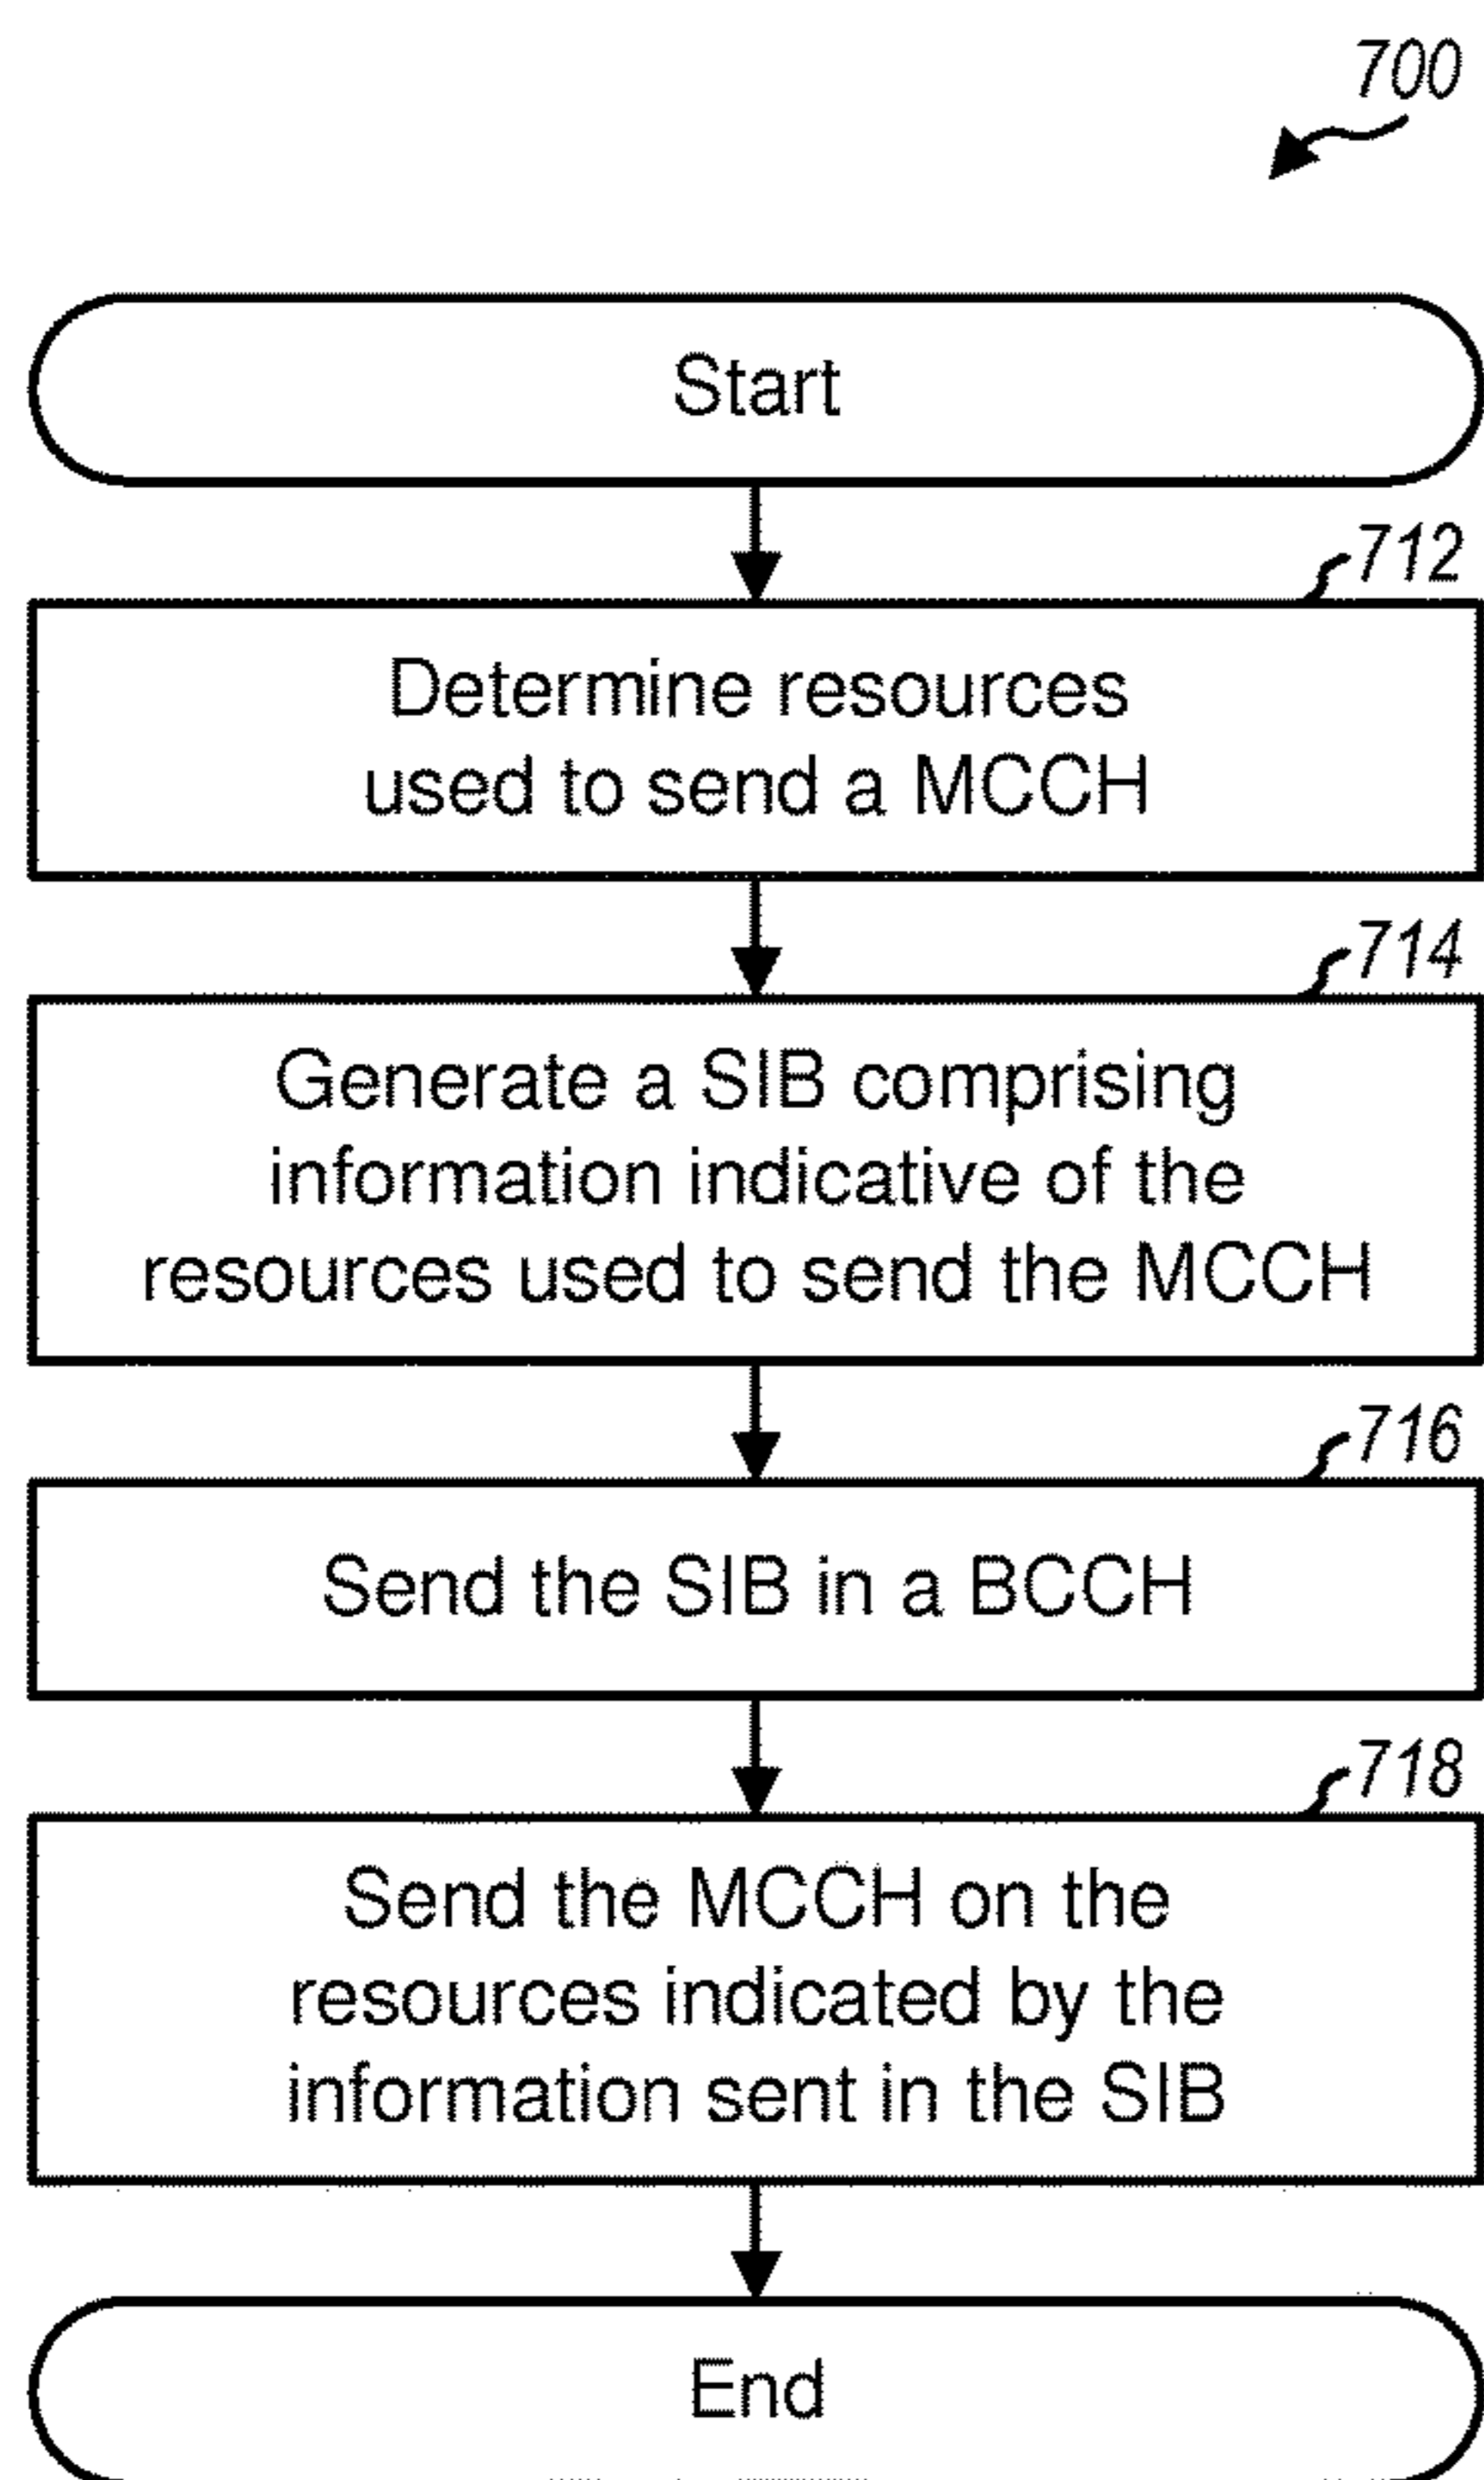 700
Start
712
Determine resources
used to send a MCCH
714
Generate a SIB comprising
information indicative of the
resources used to send the MCCH
716
Send the SIB in a BCCH
718
Send the MCCH on the
resources indicated by the
information sent in the SIB
End